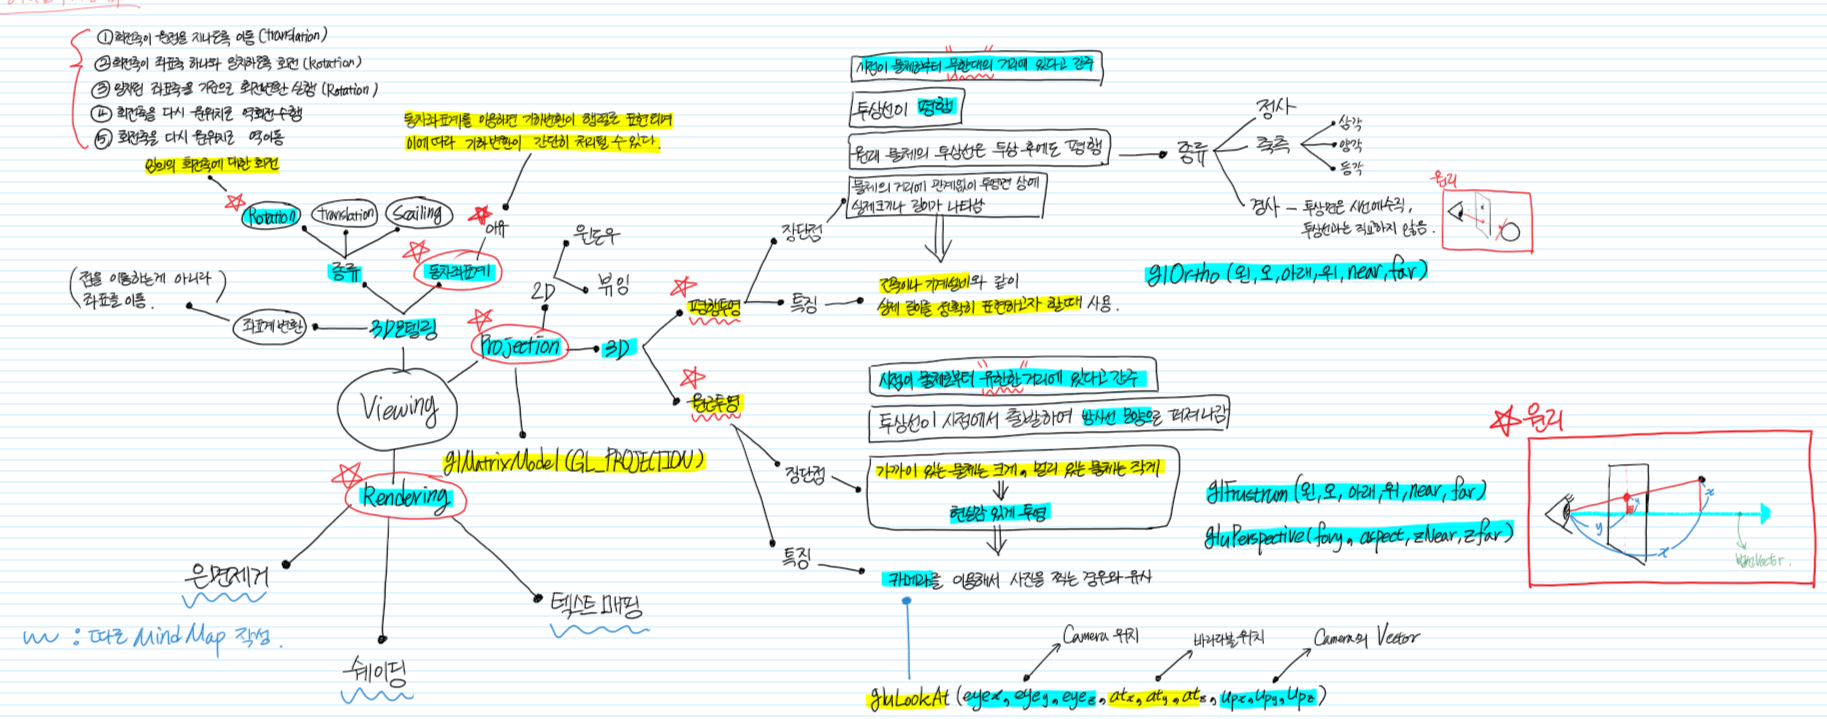 ① 회전축이 원점을 지나도록 이동 (translation)
② 회전축이 좌표축 하나와 일치하도록 회전 (Rotation)
③ 일치된 좌표축을 기준으로 회전변환 실행 (Rotation)
④ 회전축을 다시 원위치로 역회전 수행
⑤ 회전축을 다시 원위치로 역이동
임의의 회전축에 대한 회전
동차좌표계를 이용하면 기하변환이 행렬로 표현되며
이에 따라 기하변환이 간단히 처리될 수 있다.
Rotation
translation
Scailing
이유
종류
동차좌표계
(점을 이동하는게 아니라
좌표를 이동.)
좌표계 변환
3D모델링
Viewing
Projection
2D
윈도우
뷰잉
3D
glMatrixModel (GL_PROJECTION)
Rendering
은면제거
쉐이딩
텍스트 매핑
: 따로 Mind Map 작성.
평행투영
장단점
특징
시점이 물체로부터 "무한대의" 거리에 있다고 간주
투상선이 평행
원래 물체의 투상선은 투상 후에도 평행
물체의 거리에 관계없이 투영면 상에
실제크기나 길이가 나타남
건축이나 기계설비와 같이
실제 길이를 정확히 표현하고자 할때 사용.
종류
정사
축측
삼각
양각
등각
경사 - 투상면은 시선에 수직,
투상선과는 직교하지 않음.
원리
glOrtho (왼, 오, 아래, 위, near, far)
원근투영
장단점
특징
시점이 물체로부터 "유한한" 거리에 있다고 간주
투상선이 시점에서 출발하여 방사선 모양으로 퍼져나감
가까이 있는 물체는 크게, 멀리 있는 물체는 작게
현실감 있게 투영
카메라를 이용해서 사진을 찍는 경우와 유사
glFrustrum (왼, 오, 아래, 위, near, far)
gluPerspective (fovy, aspect, zNear, zfar)
원리
y
y
x
x
Camera 위치
바라볼 위치
Camera의 Vector
gluLookAt (eyex, eyey, eyez, atx, aty, atz, upx, upy, upz)